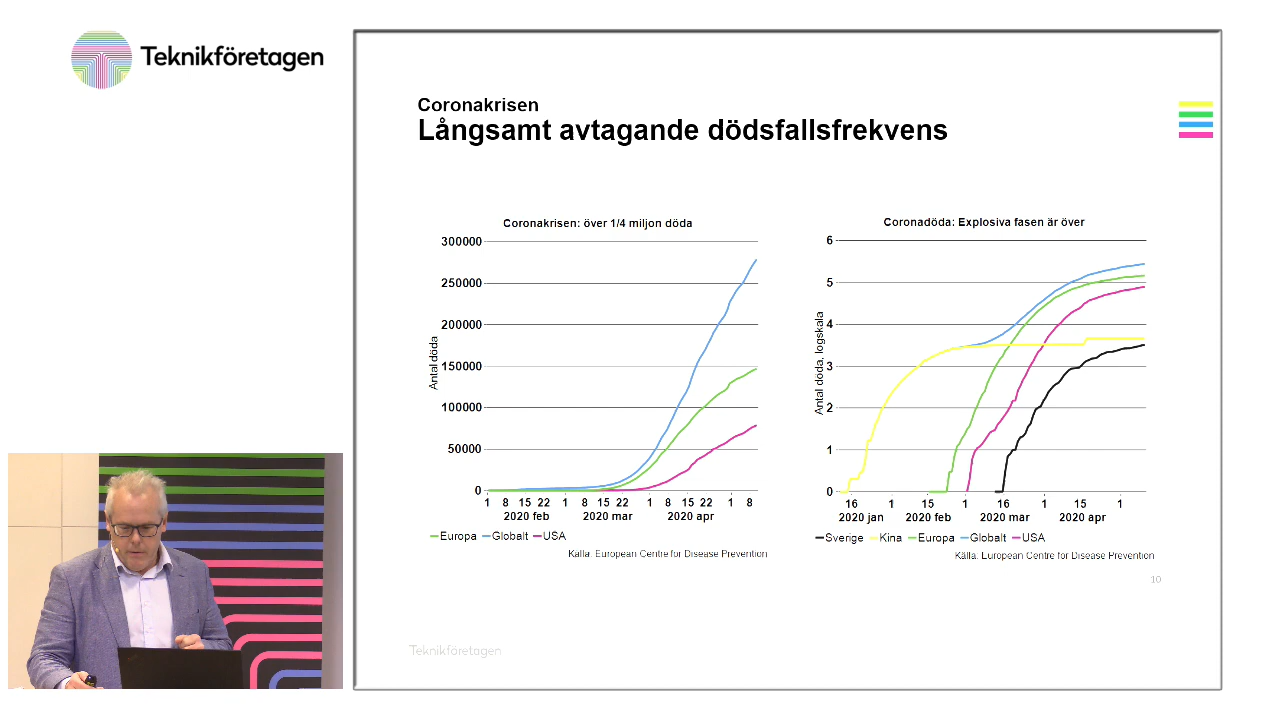 Teknikföretagen
Coronakrisen
Långsamt avtagande dödsfallsfrekvens
Coronakrisen: över 1/4 miljon döda
300000
250000
200000
150000
100000
50000
0
Antal döda
1 8 15 22 1 8 15 22 1 8 15 22 1 8
2020 feb 2020 mar 2020 apr
Europa Globalt USA
Källa: European Centre for Disease Prevention
Coronadöda: Explosiva fasen är över
6
5
4
3
2
1
0
Antal döda, logskala
16 1 15 1 16 1 15 1
2020 jan 2020 feb 2020 mar 2020 apr
Sverige Kina Europa Globalt USA
Källa: European Centre for Disease Prevention
10
Teknikföretagen